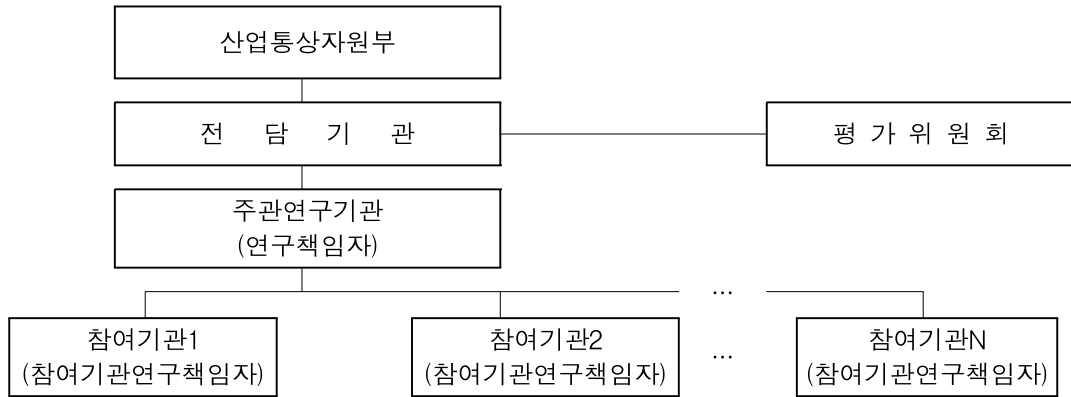 산업통상자원부
전 담 기 관
평 가 위 원 회
주관연구기관
(연구책임자)
...
참여기관1
(참여기관연구책임자)
참여기관2
(참여기관연구책임자)
...
참여기관N
(참여기관연구책임자)